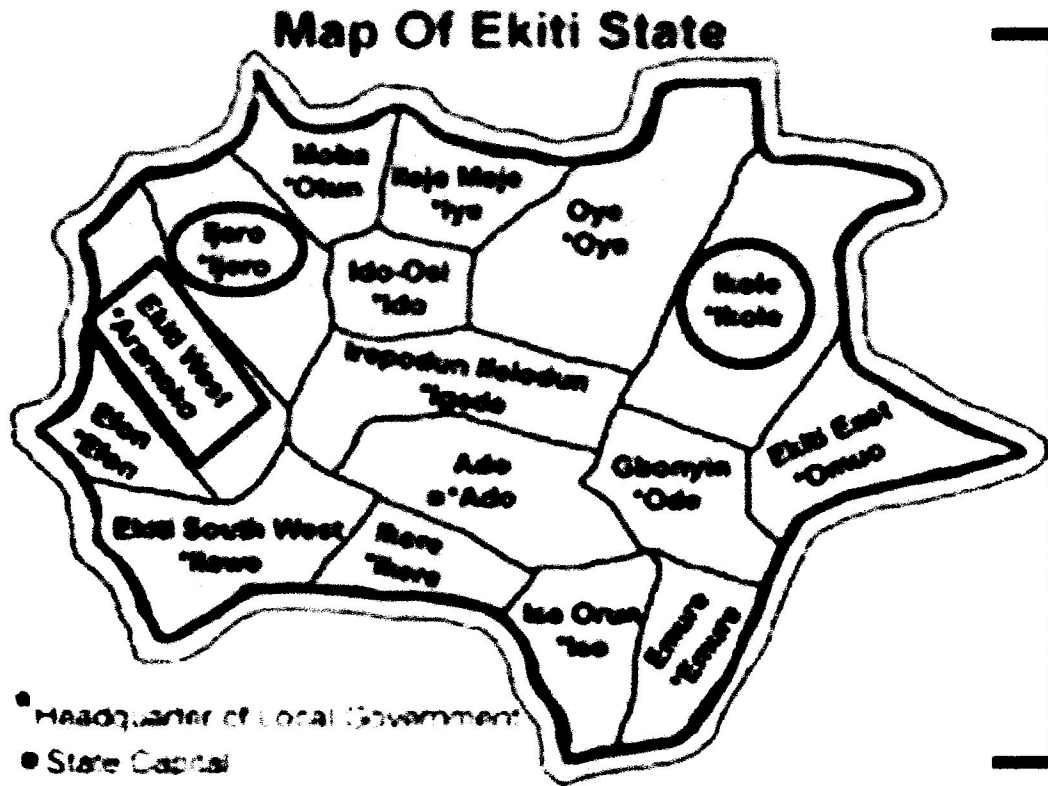 Map Of Ekiti State
Moba
*Otun
Ileje Meje
*Iye
Oye
*Oye
Ijero
*Ijero
Ido-Osi
*Ido
Ikole
*Ikole
Ekiti West
*Aramoko
Irepodun Ifelodun
*Igede
Efon
*Efon
Ekiti East
*Omuo
Ado
*Ado
Gbonyin
*Ode
Ekiti South West
*Ilawe
Ikere
*Ikere
Ise Orun
*Ise
Emure
*Emure
*Headquarter of Local Government
State Capital